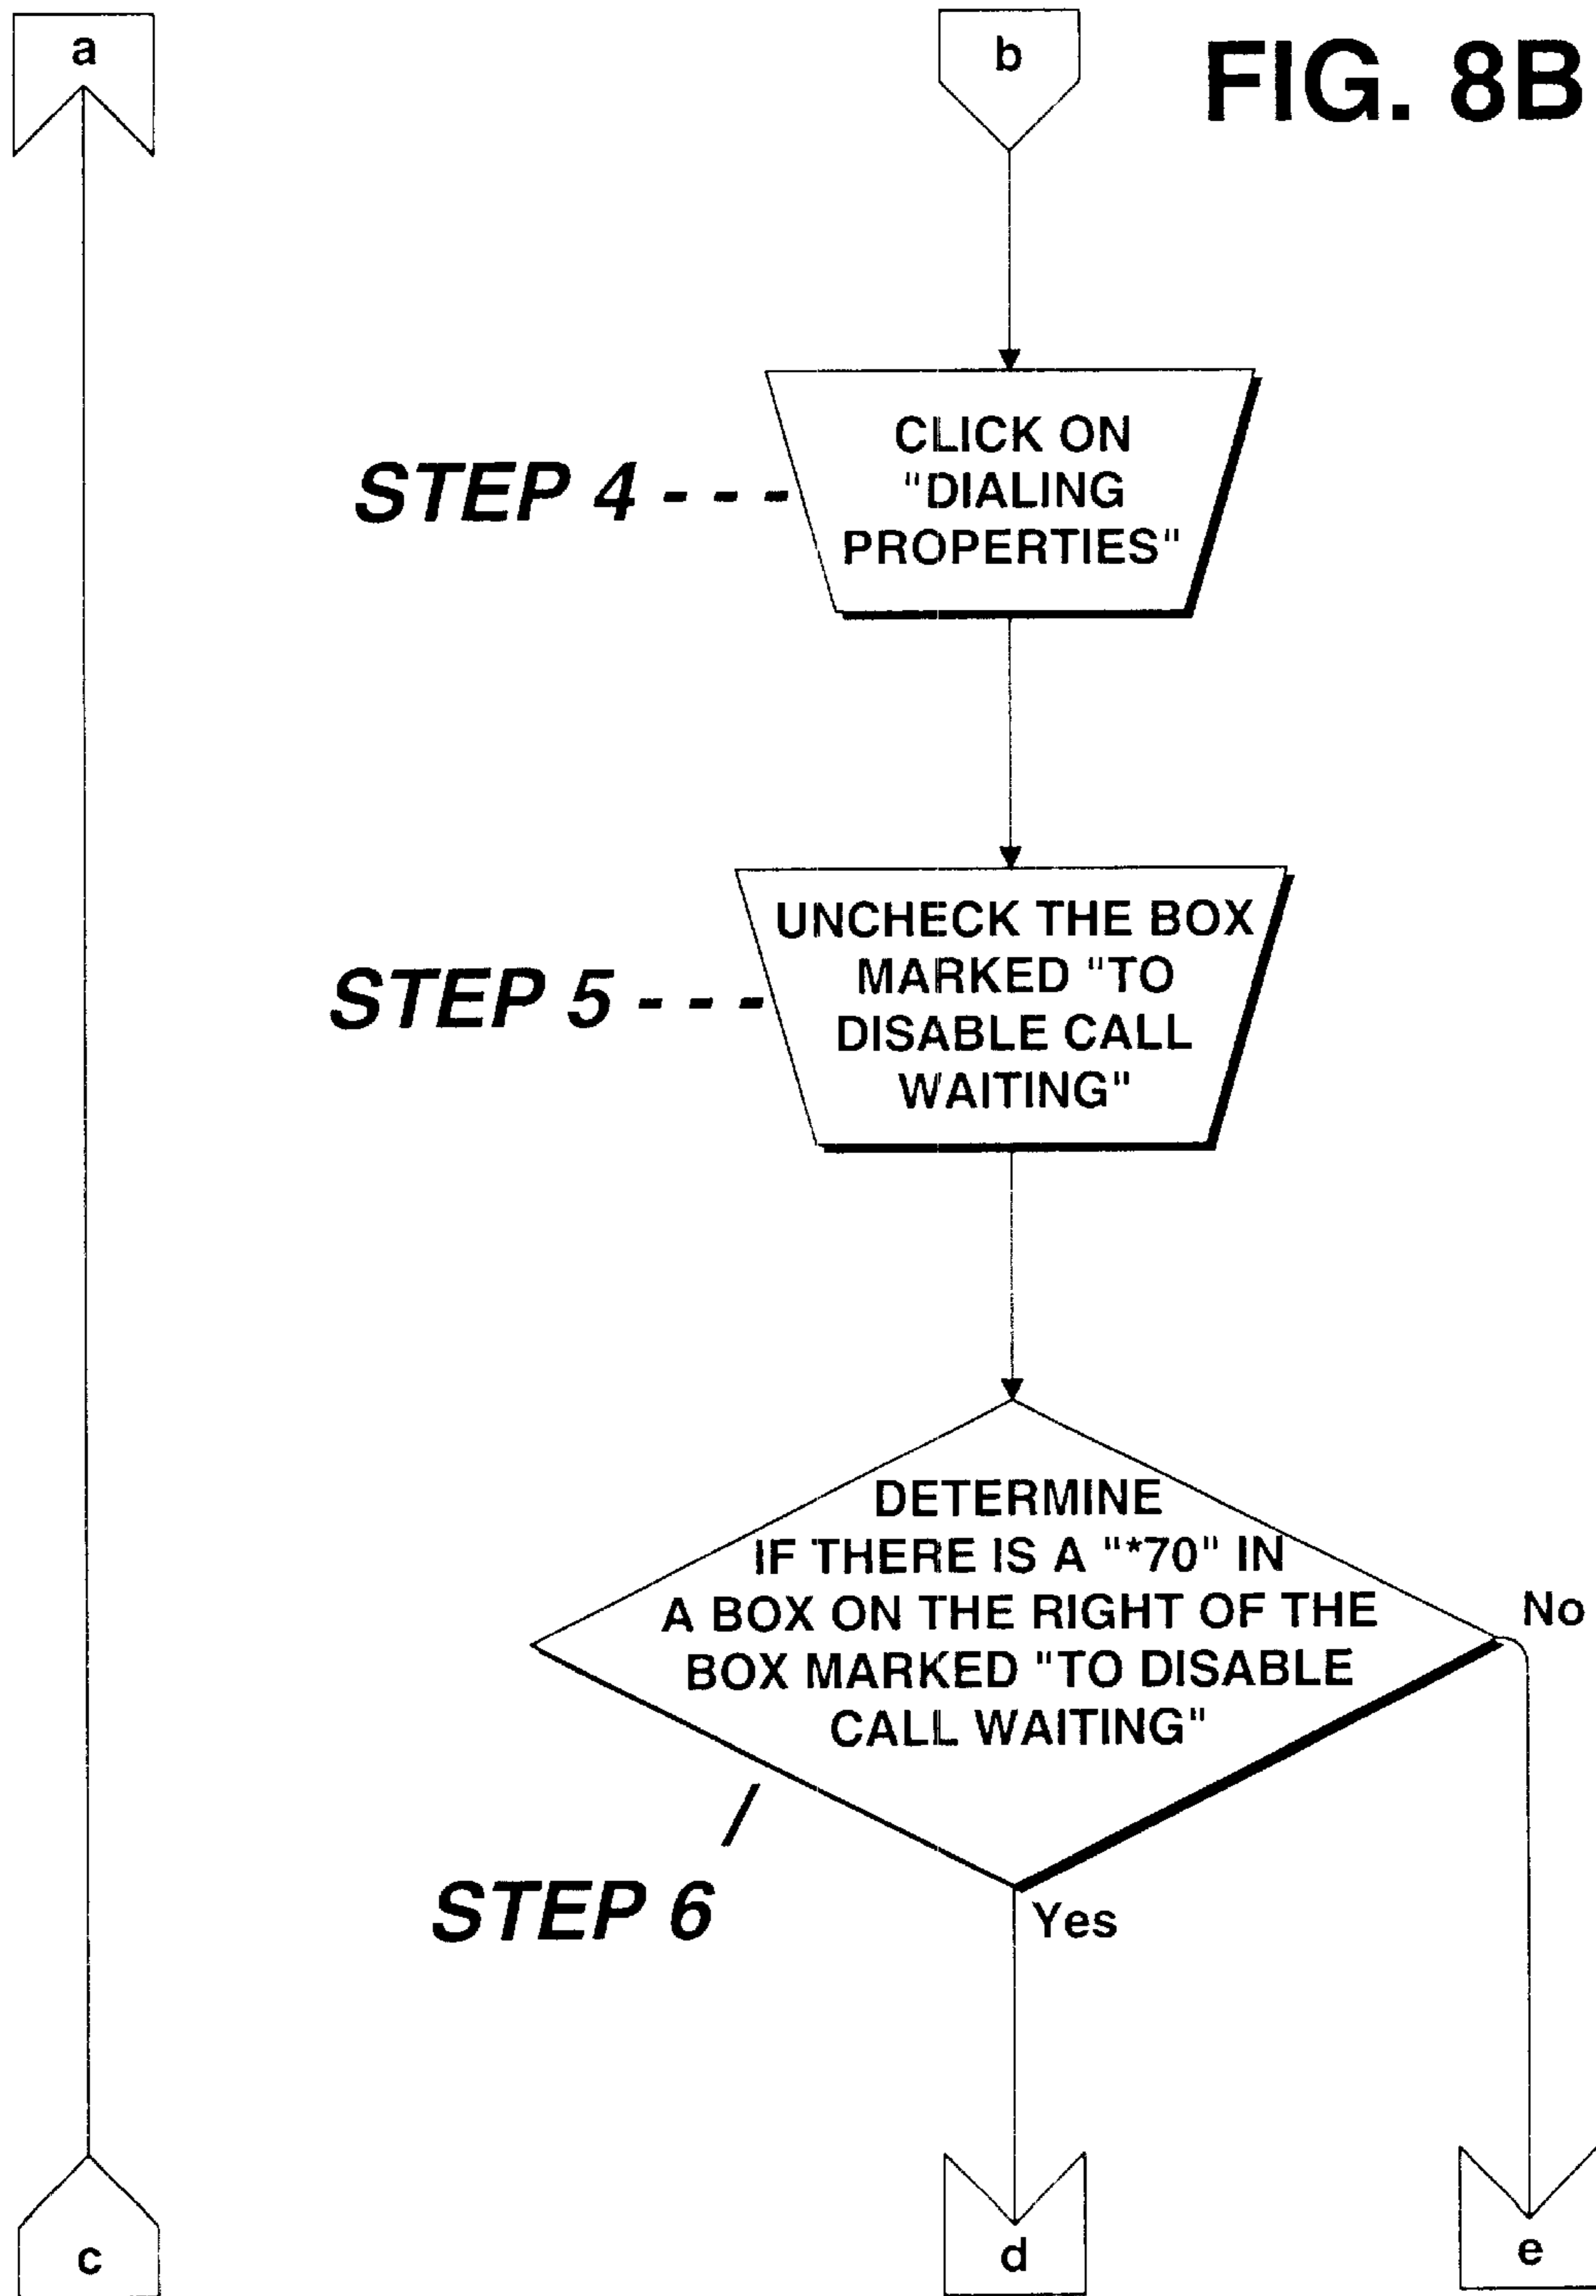 a
b
FIG. 8B
STEP 4 - - -
CLICK ON
"DIALING
PROPERTIES"
STEP 5 - - -
UNCHECK THE BOX
MARKED "TO
DISABLE CALL
WAITING"
DETERMINE
IF THERE IS A "*70" IN
A BOX ON THE RIGHT OF THE
BOX MARKED "TO DISABLE
CALL WAITING"
No
STEP 6
Yes
c
d
e